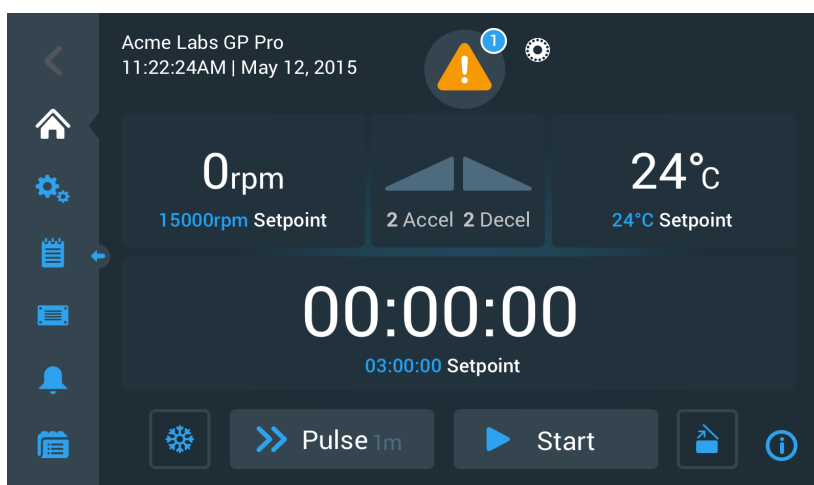 Acme Labs GP Pro
11:22:24AM | May 12, 2015
1
0rpm
15000rpm Setpoint
2 Accel 2 Decel
24°C
24°C Setpoint
00:00:00
03:00:00 Setpoint
Pulse 1m
Start